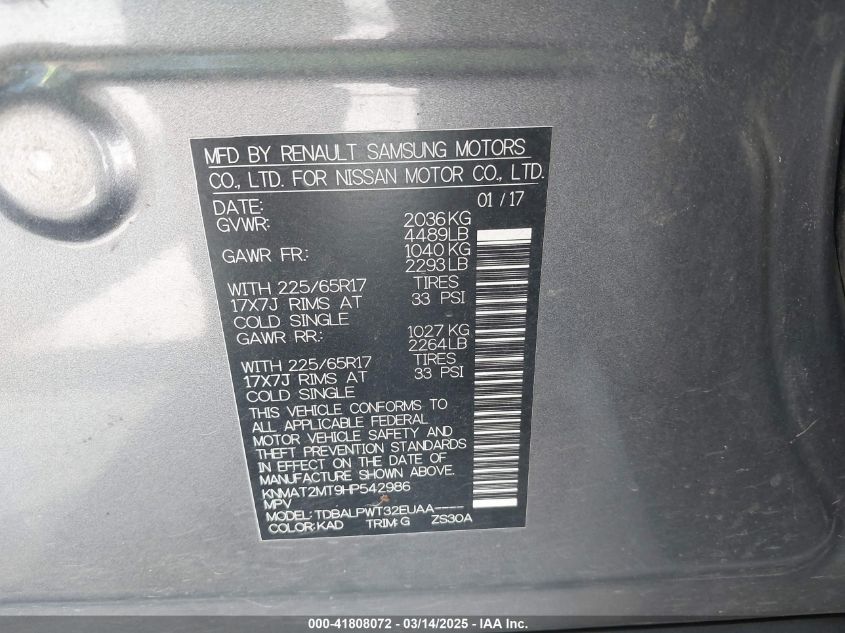 MFD BY RENAULT SAMSUNG MOTORS
CO., LTD. FOR NISSAN MOTOR CO., LTD.
DATE: 01 / 17
GVWR: 2036KG
4489LB
GAWR FR.: 1040 KG
2293 LB
WITH 225/65R17 TIRES
17X7J RIMS AT 33 PSI
COLD SINGLE
GAWR RR.: 1027 KG
2264 LB
WITH 225/65R17 TIRES
17X7J RIMS AT 33 PSI
COLD SINGLE
THIS VEHICLE CONFORMS TO
ALL APPLICABLE FEDERAL
MOTOR VEHICLE SAFETY AND
THEFT PREVENTION STANDARDS
IN EFFECT ON THE DATE OF
MANUFACTURE SHOWN ABOVE.
KNMAT2MT9HP542986
MPV
MODEL: TDBALPWT32EUAA----
COLOR: KAD TRIM: G ZS30A
000-41808072 - 03/14/2025 - IAA Inc.